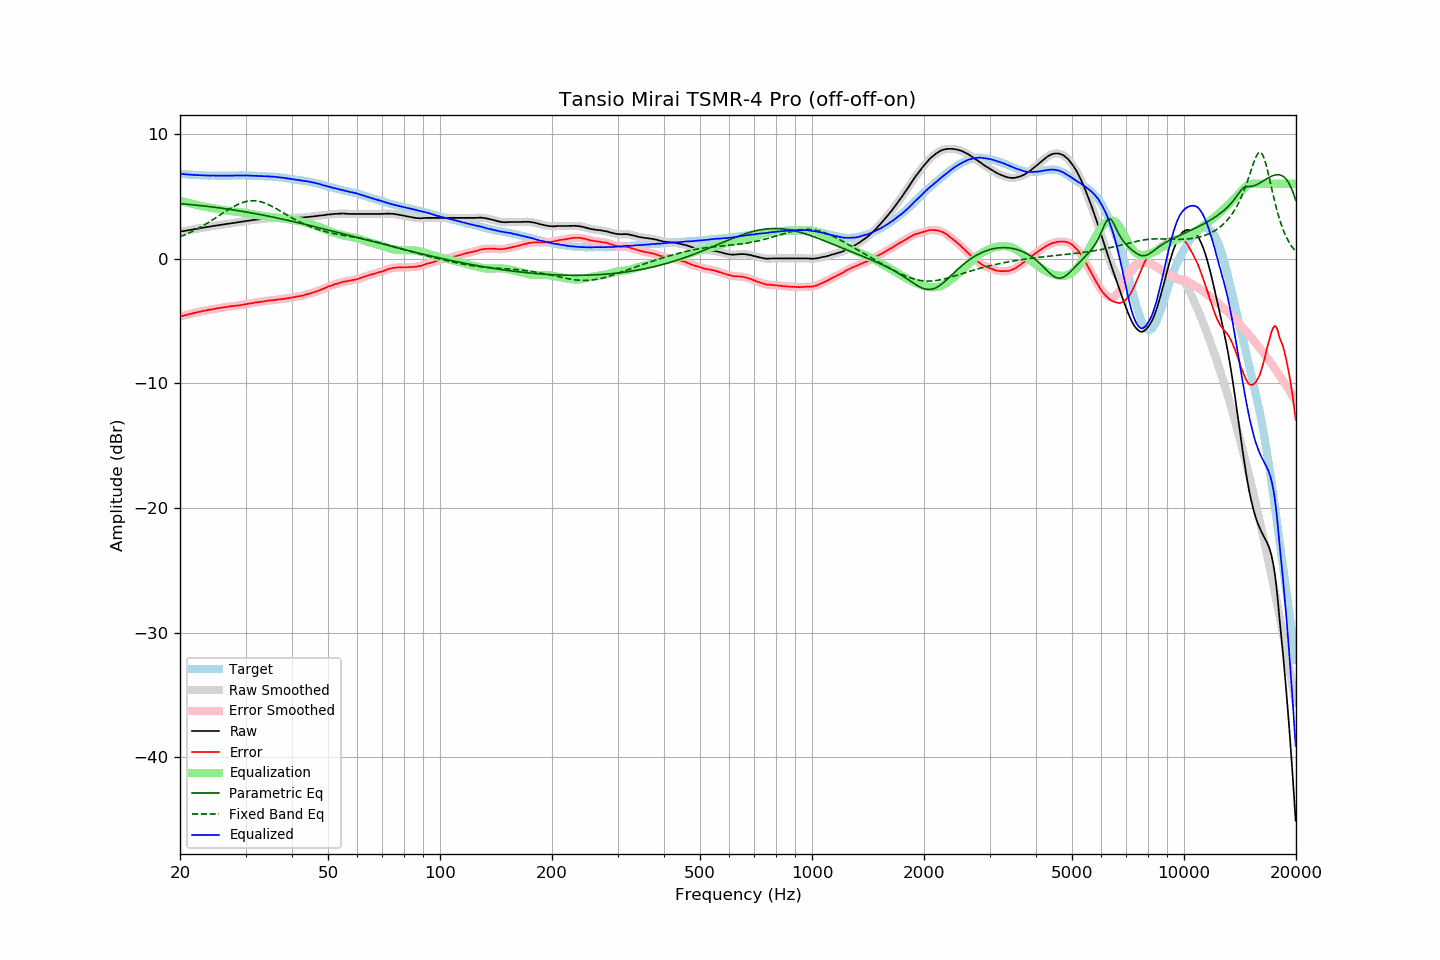 Tansio Mirai TSMR-4 Pro (off-off-on)
10
0
−10
−20
−30
−40
Amplitude (dBr)
Target
Raw Smoothed
Error Smoothed
Raw
Error
Equalization
Parametric Eq
Fixed Band Eq
Equalized
20 50 100 200 500 1000 2000 5000 10000 20000
Frequency (Hz)